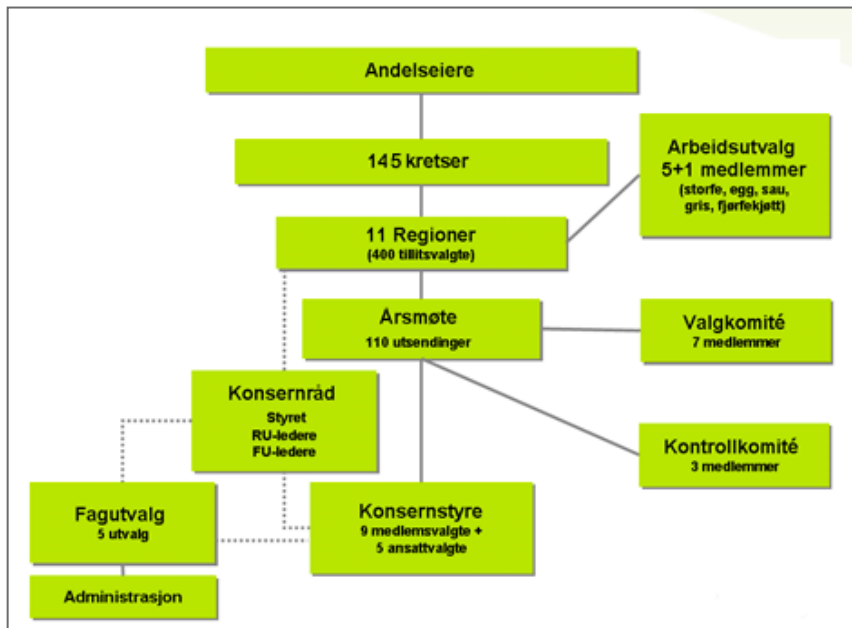 Andelseiere
145 kretser
Arbeidsutvalg
5+1 medlemmer
(storfe, egg, sau,
gris, fjørfekjøtt)
11 Regioner
(400 tillitsvalgte)
Årsmøte
110 utsendinger
Valgkomité
7 medlemmer
Konsernråd
Styret
RU-ledere
FU-ledere
Kontrollkomité
3 medlemmer
Fagutvalg
5 utvalg
Konsernstyre
9 medlemsvalgte +
5 ansattvalgte
Administrasjon